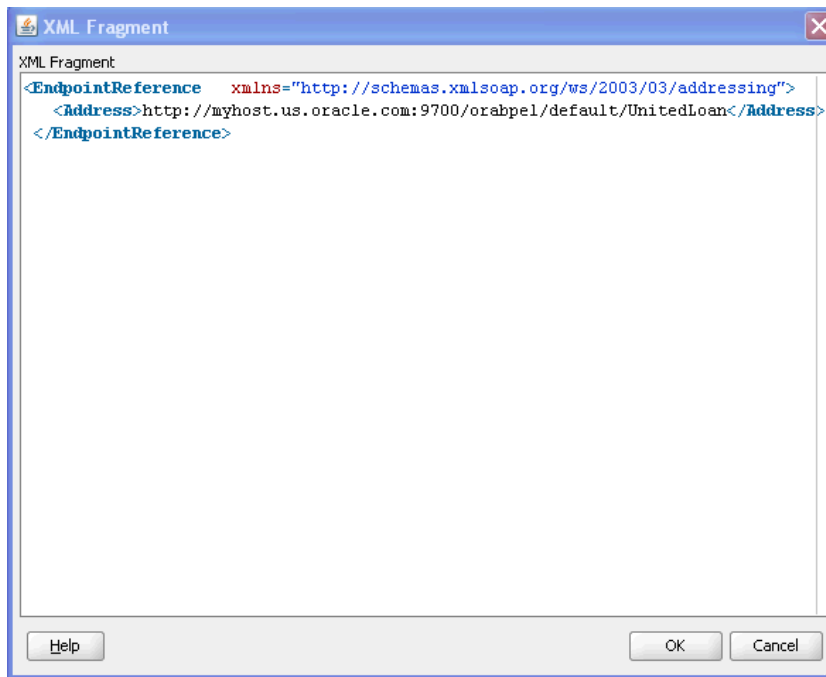 XML Fragment
XML Fragment
<EndpointReference   xmlns="http://schemas.xmlsoap.org/ws/2003/03/addressing">
   <Address>http://myhost.us.oracle.com:9700/orabpel/default/UnitedLoan</Address>
 </EndpointReference>
Help
OK
Cancel